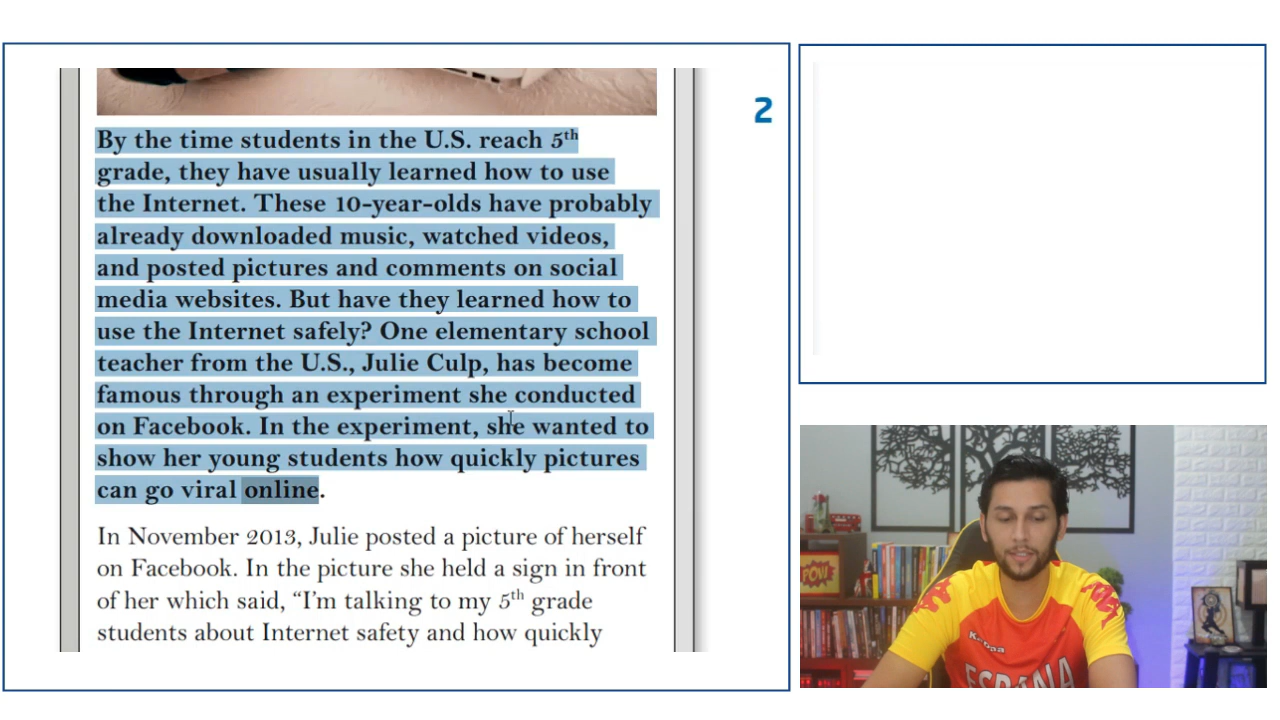 By the time students in the U.S. reach 5th
grade, they have usually learned how to use
the Internet. These 10-year-olds have probably
already downloaded music, watched videos,
and posted pictures and comments on social
media websites. But have they learned how to
use the Internet safely? One elementary school
teacher from the U.S., Julie Culp, has become
famous through an experiment she conducted
on Facebook. In the experiment, she wanted to
show her young students how quickly pictures
can go viral online.
In November 2013, Julie posted a picture of herself
on Facebook. In the picture she held a sign in front
of her which said, “I’m talking to my 5th grade
students about Internet safety and how quickly
2
POW!
Kappa
ESPANA